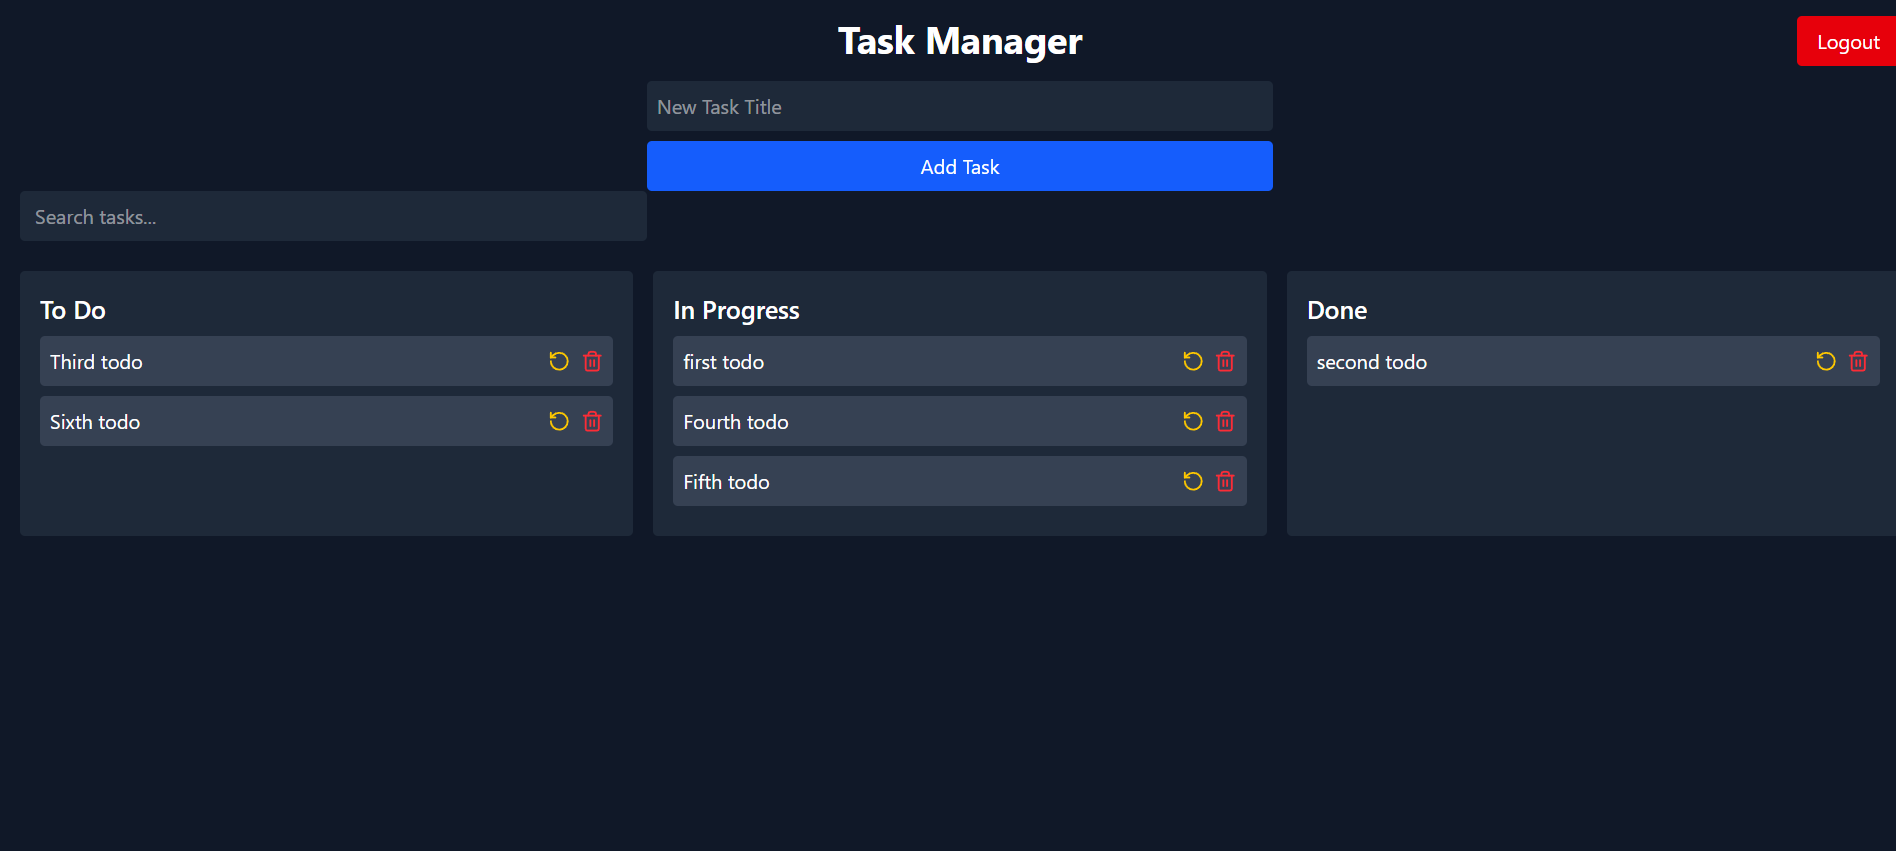 Task Manager
Logout
New Task Title
Add Task
Search tasks...
To Do
Third todo
Sixth todo
In Progress
first todo
Fourth todo
Fifth todo
Done
second todo